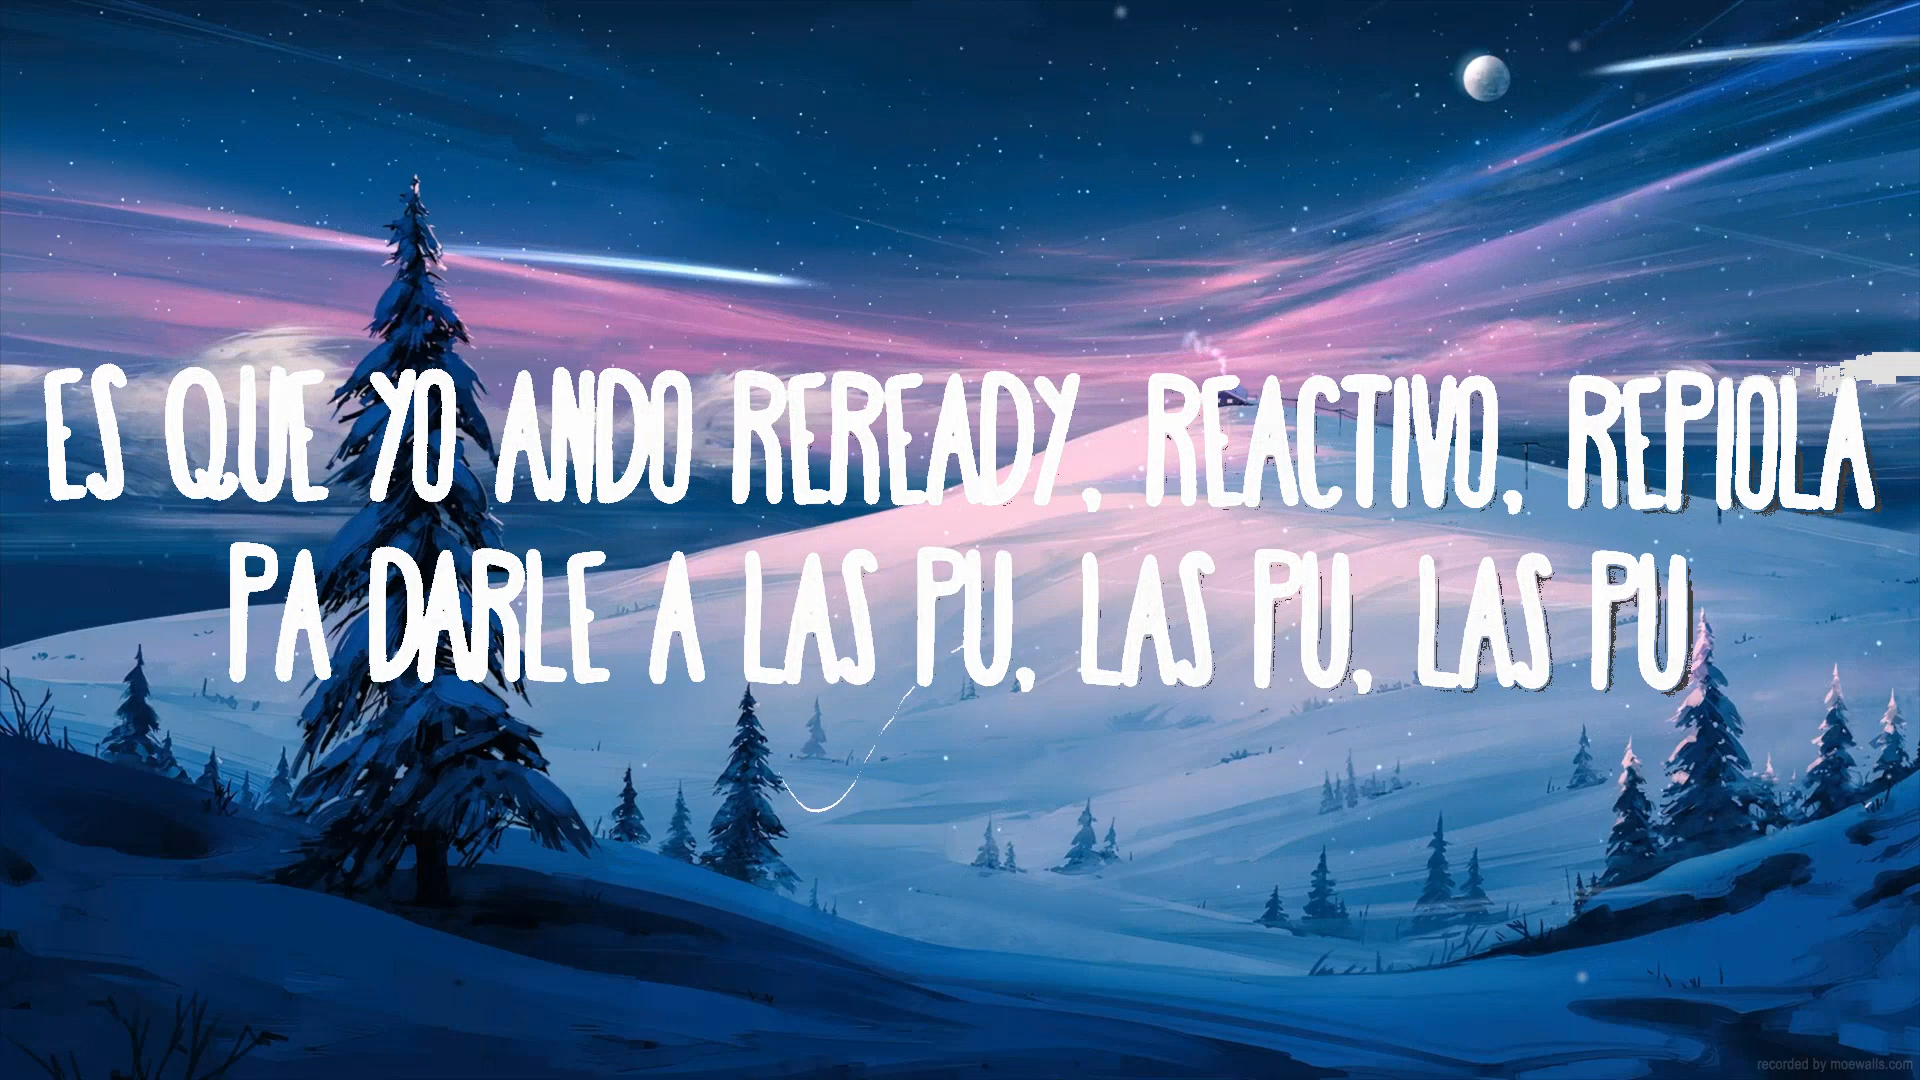 ES QUE YO ANDO REREADY, REACTIVO, REPIOLA
PA DARLE A LAS PU, LAS PU, LAS PU
recorded by moewalls.com